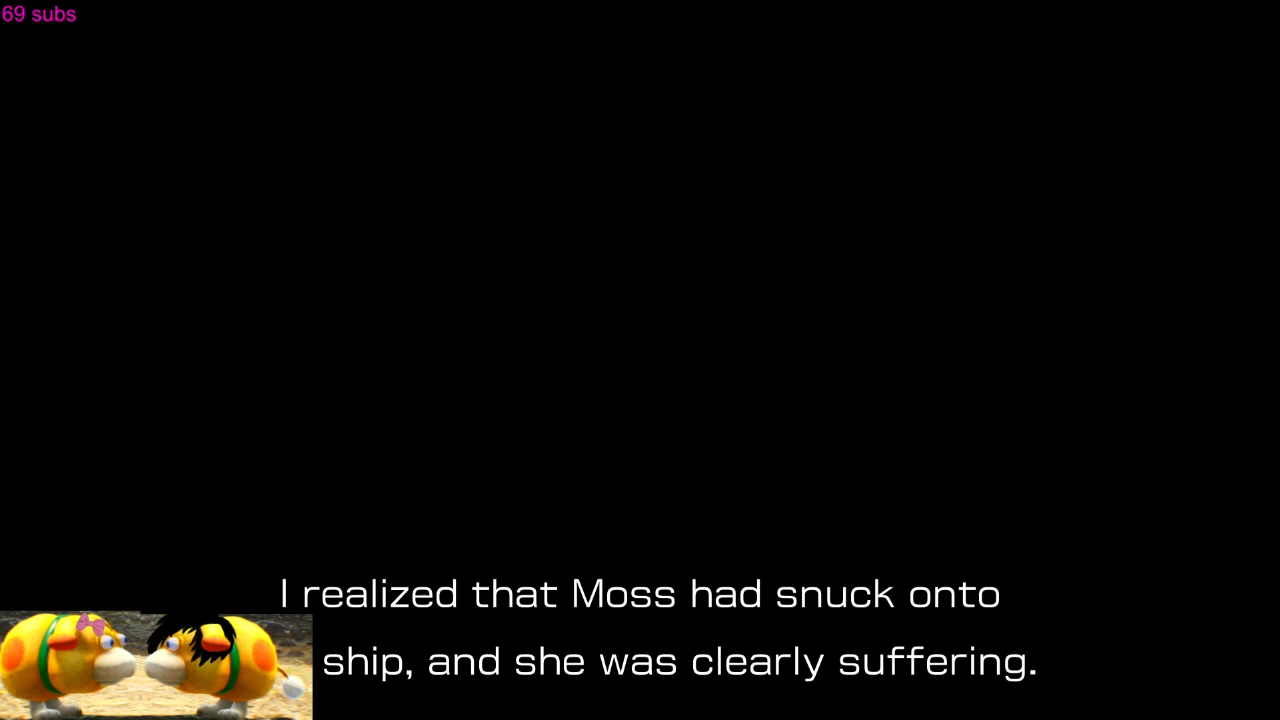 69 subs
I realized that Moss had snuck onto
ship, and she was clearly suffering.